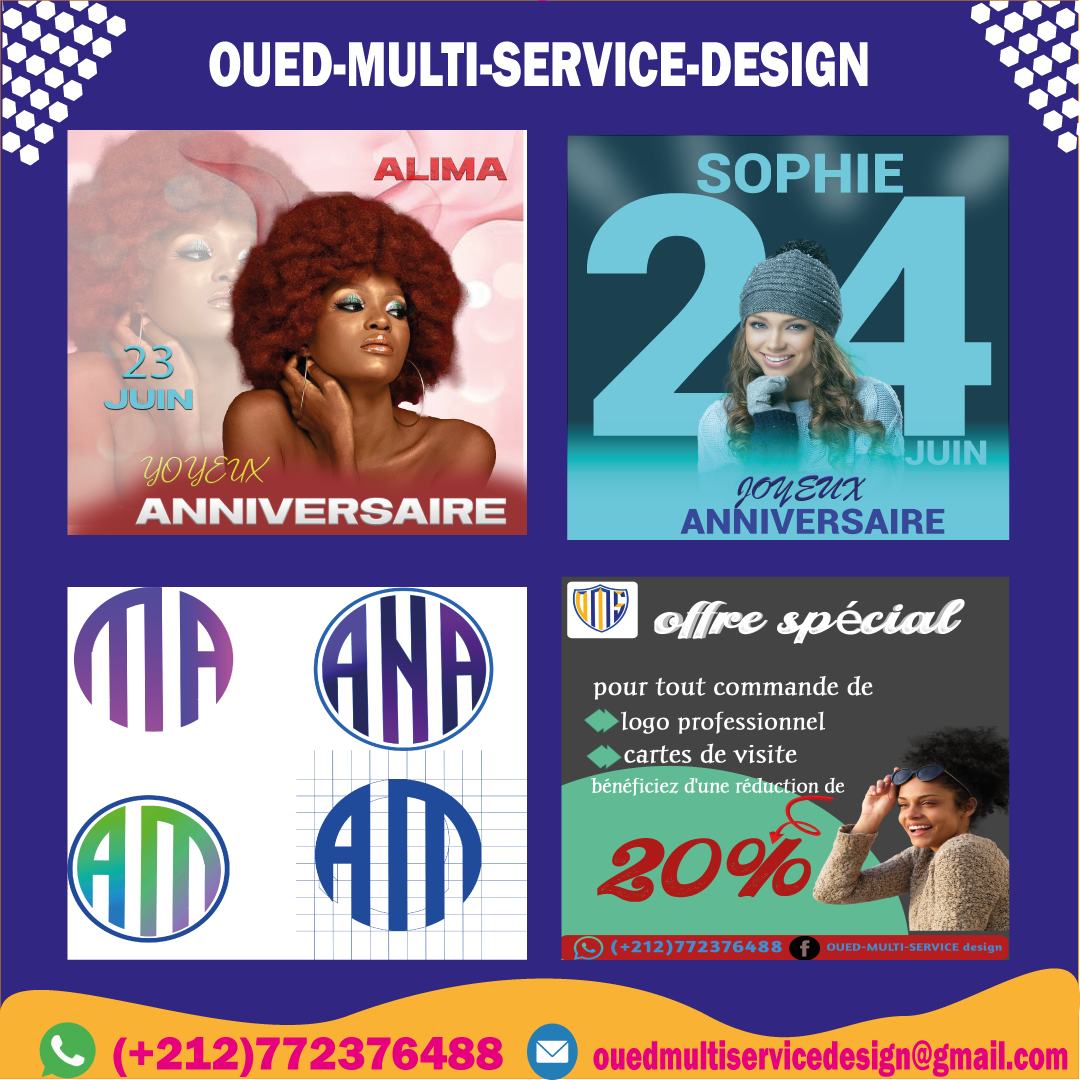 OUED-MULTI-SERVICE-DESIGN
ALIMA
23
JUIN
YOYEUX
ANNIVERSAIRE
SOPHIE
24
JUIN
JOYEUX
ANNIVERSAIRE
MA
ANA
AM
AM
OMS
offre spécial
pour tout commande de
logo professionnel
cartes de visite
bénéficiez d'une réduction de
20%
(+212)772376488
OUED-MULTI-SERVICE design
(+212)772376488
ouedmultiservicedesign@gmail.com